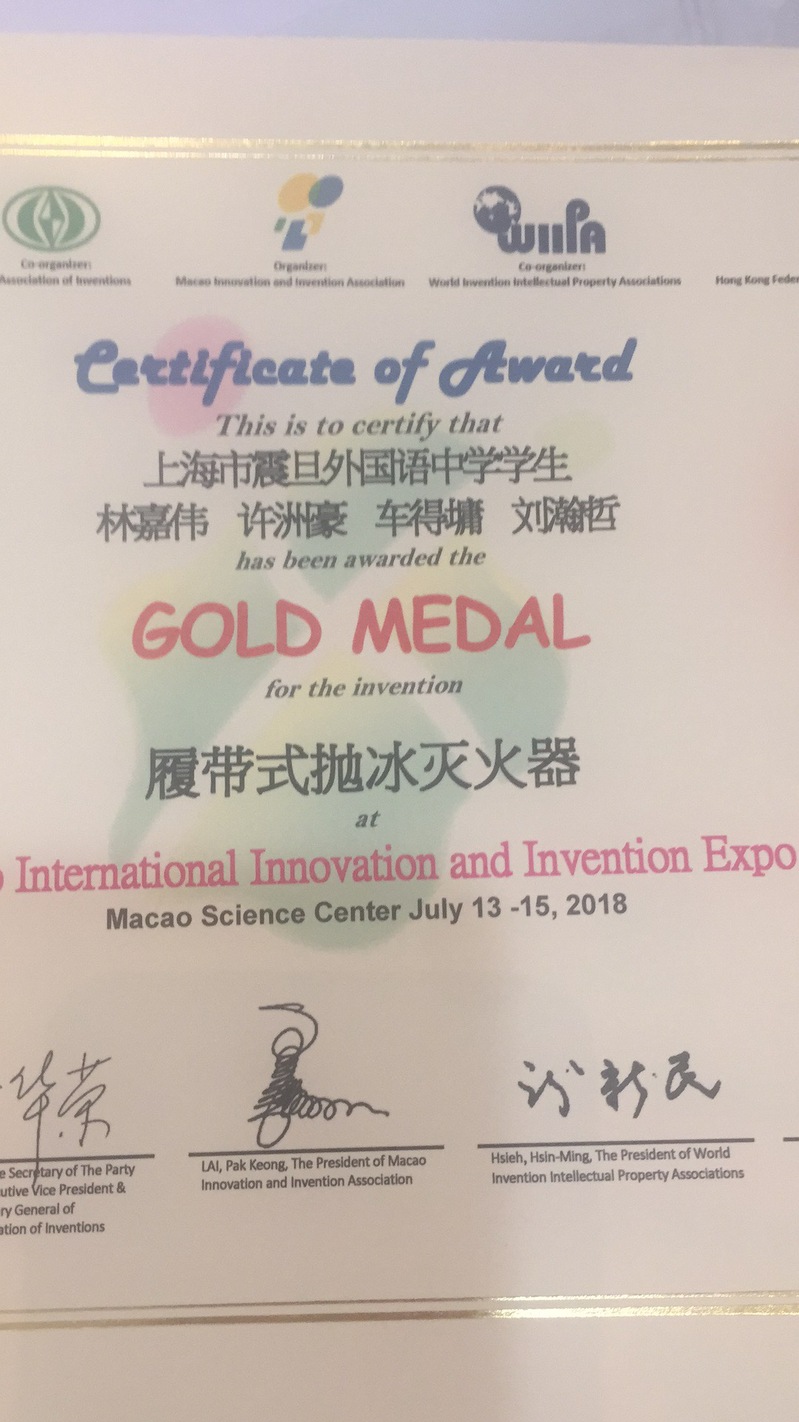 Co-organizer:
Association of Inventions
Organizer:
Macao Innovation and Invention Association
WIIPA
Co-organizer:
World Invention Intellectual Property Associations
Hong Kong Feder
Certificate of Award
This is to certify that
上海市震旦外国语中学学生
林嘉伟 许洲豪 车得墉 刘瀚哲
has been awarded the
GOLD MEDAL
for the invention
履带式抛冰灭火器
at
o International Innovation and Invention Expo
Macao Science Center July 13 -15, 2018
华荣
e Secretary of The Party
utive Vice President &
ry General of
ation of Inventions
LAI, Pak Keong, The President of Macao
Innovation and Invention Association
谢新民
Hsieh, Hsin-Ming, The President of World
Invention Intellectual Property Associations